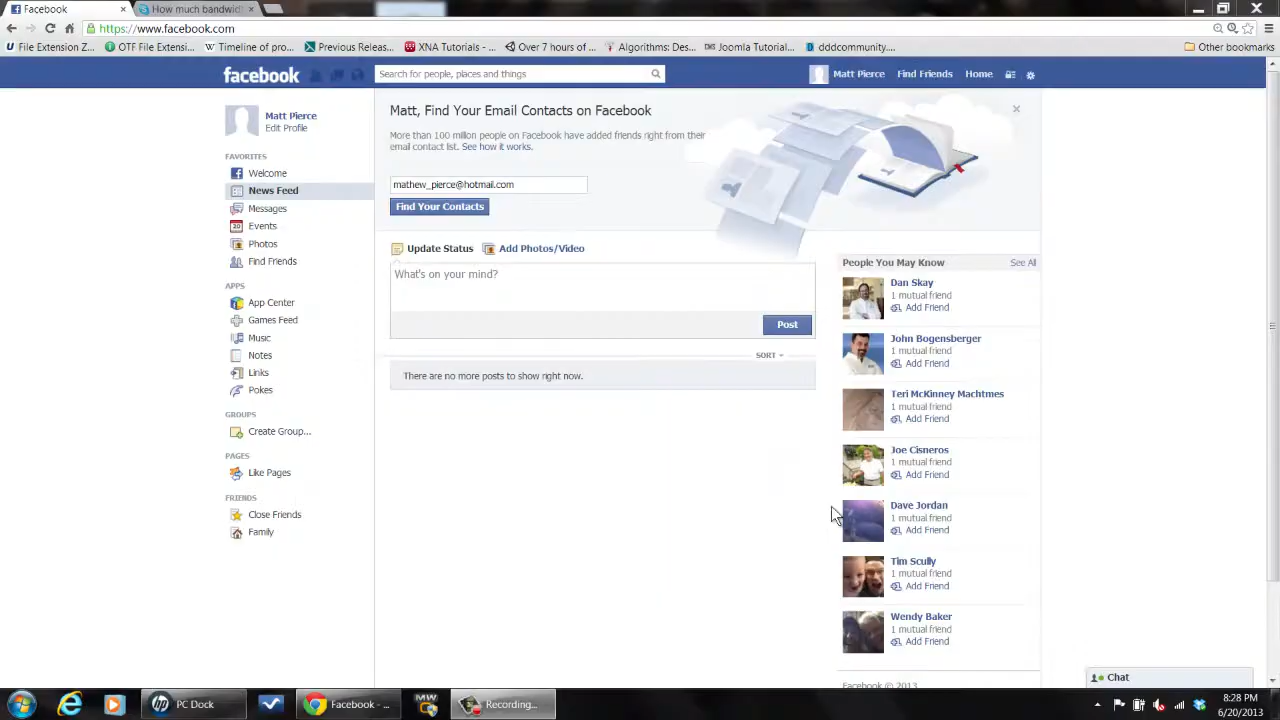 Facebook
How much bandwid
https://www.facebook.com
File Extension Z...
OTF File Exten...
Timeline of pro...
Previous Releas...
XNA Tutorials - ...
Over 7 hours of ...
Algorithms: Des...
Joomla Tutorial...
dddcommunity....
Other bookmarks
facebook
Search for people, places and things
Matt Pierce
Find Friends
Home
Matt Pierce
Edit Profile
FAVORITES
Welcome
News Feed
Messages
Events
Photos
Find Friends
APPS
App Center
Games Feed
Music
Notes
Links
Pokes
GROUPS
Create Group...
PAGES
Like Pages
FRIENDS
Close Friends
Family
Matt, Find Your Email Contacts on Facebook
More than 100 million people on Facebook have added friends right from their
email contact list. See how it works.
mathew_pierce@hotmail.com
Find Your Contacts
Update Status
Add Photos/Video
What's on your mind?
Post
SORT
There are no more posts to show right now.
People You May Know
See All
Dan Skay
1 mutual friend
Add Friend
John Bogensberger
1 mutual friend
Add Friend
Teri McKinney Machtmes
1 mutual friend
Add Friend
Joe Cisneros
1 mutual friend
Add Friend
Dave Jordan
1 mutual friend
Add Friend
Tim Scully
1 mutual friend
Add Friend
Wendy Baker
1 mutual friend
Add Friend
Facebook © 2013
Chat
PC Dock
Facebook - ...
Recording...
8:28 PM
6/20/2013